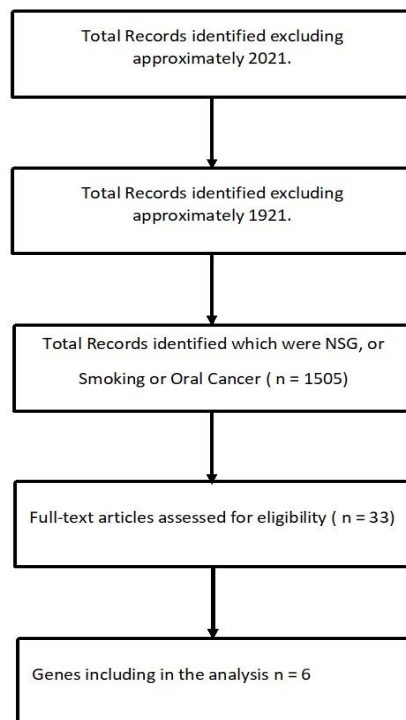 Total Records identified excluding
approximately 2021.
Total Records identified excluding
approximately 1921.
Total Records identified which were NSG, or
Smoking or Oral Cancer ( n = 1505)
Full-text articles assessed for eligibility ( n = 33)
Genes including in the analysis n = 6